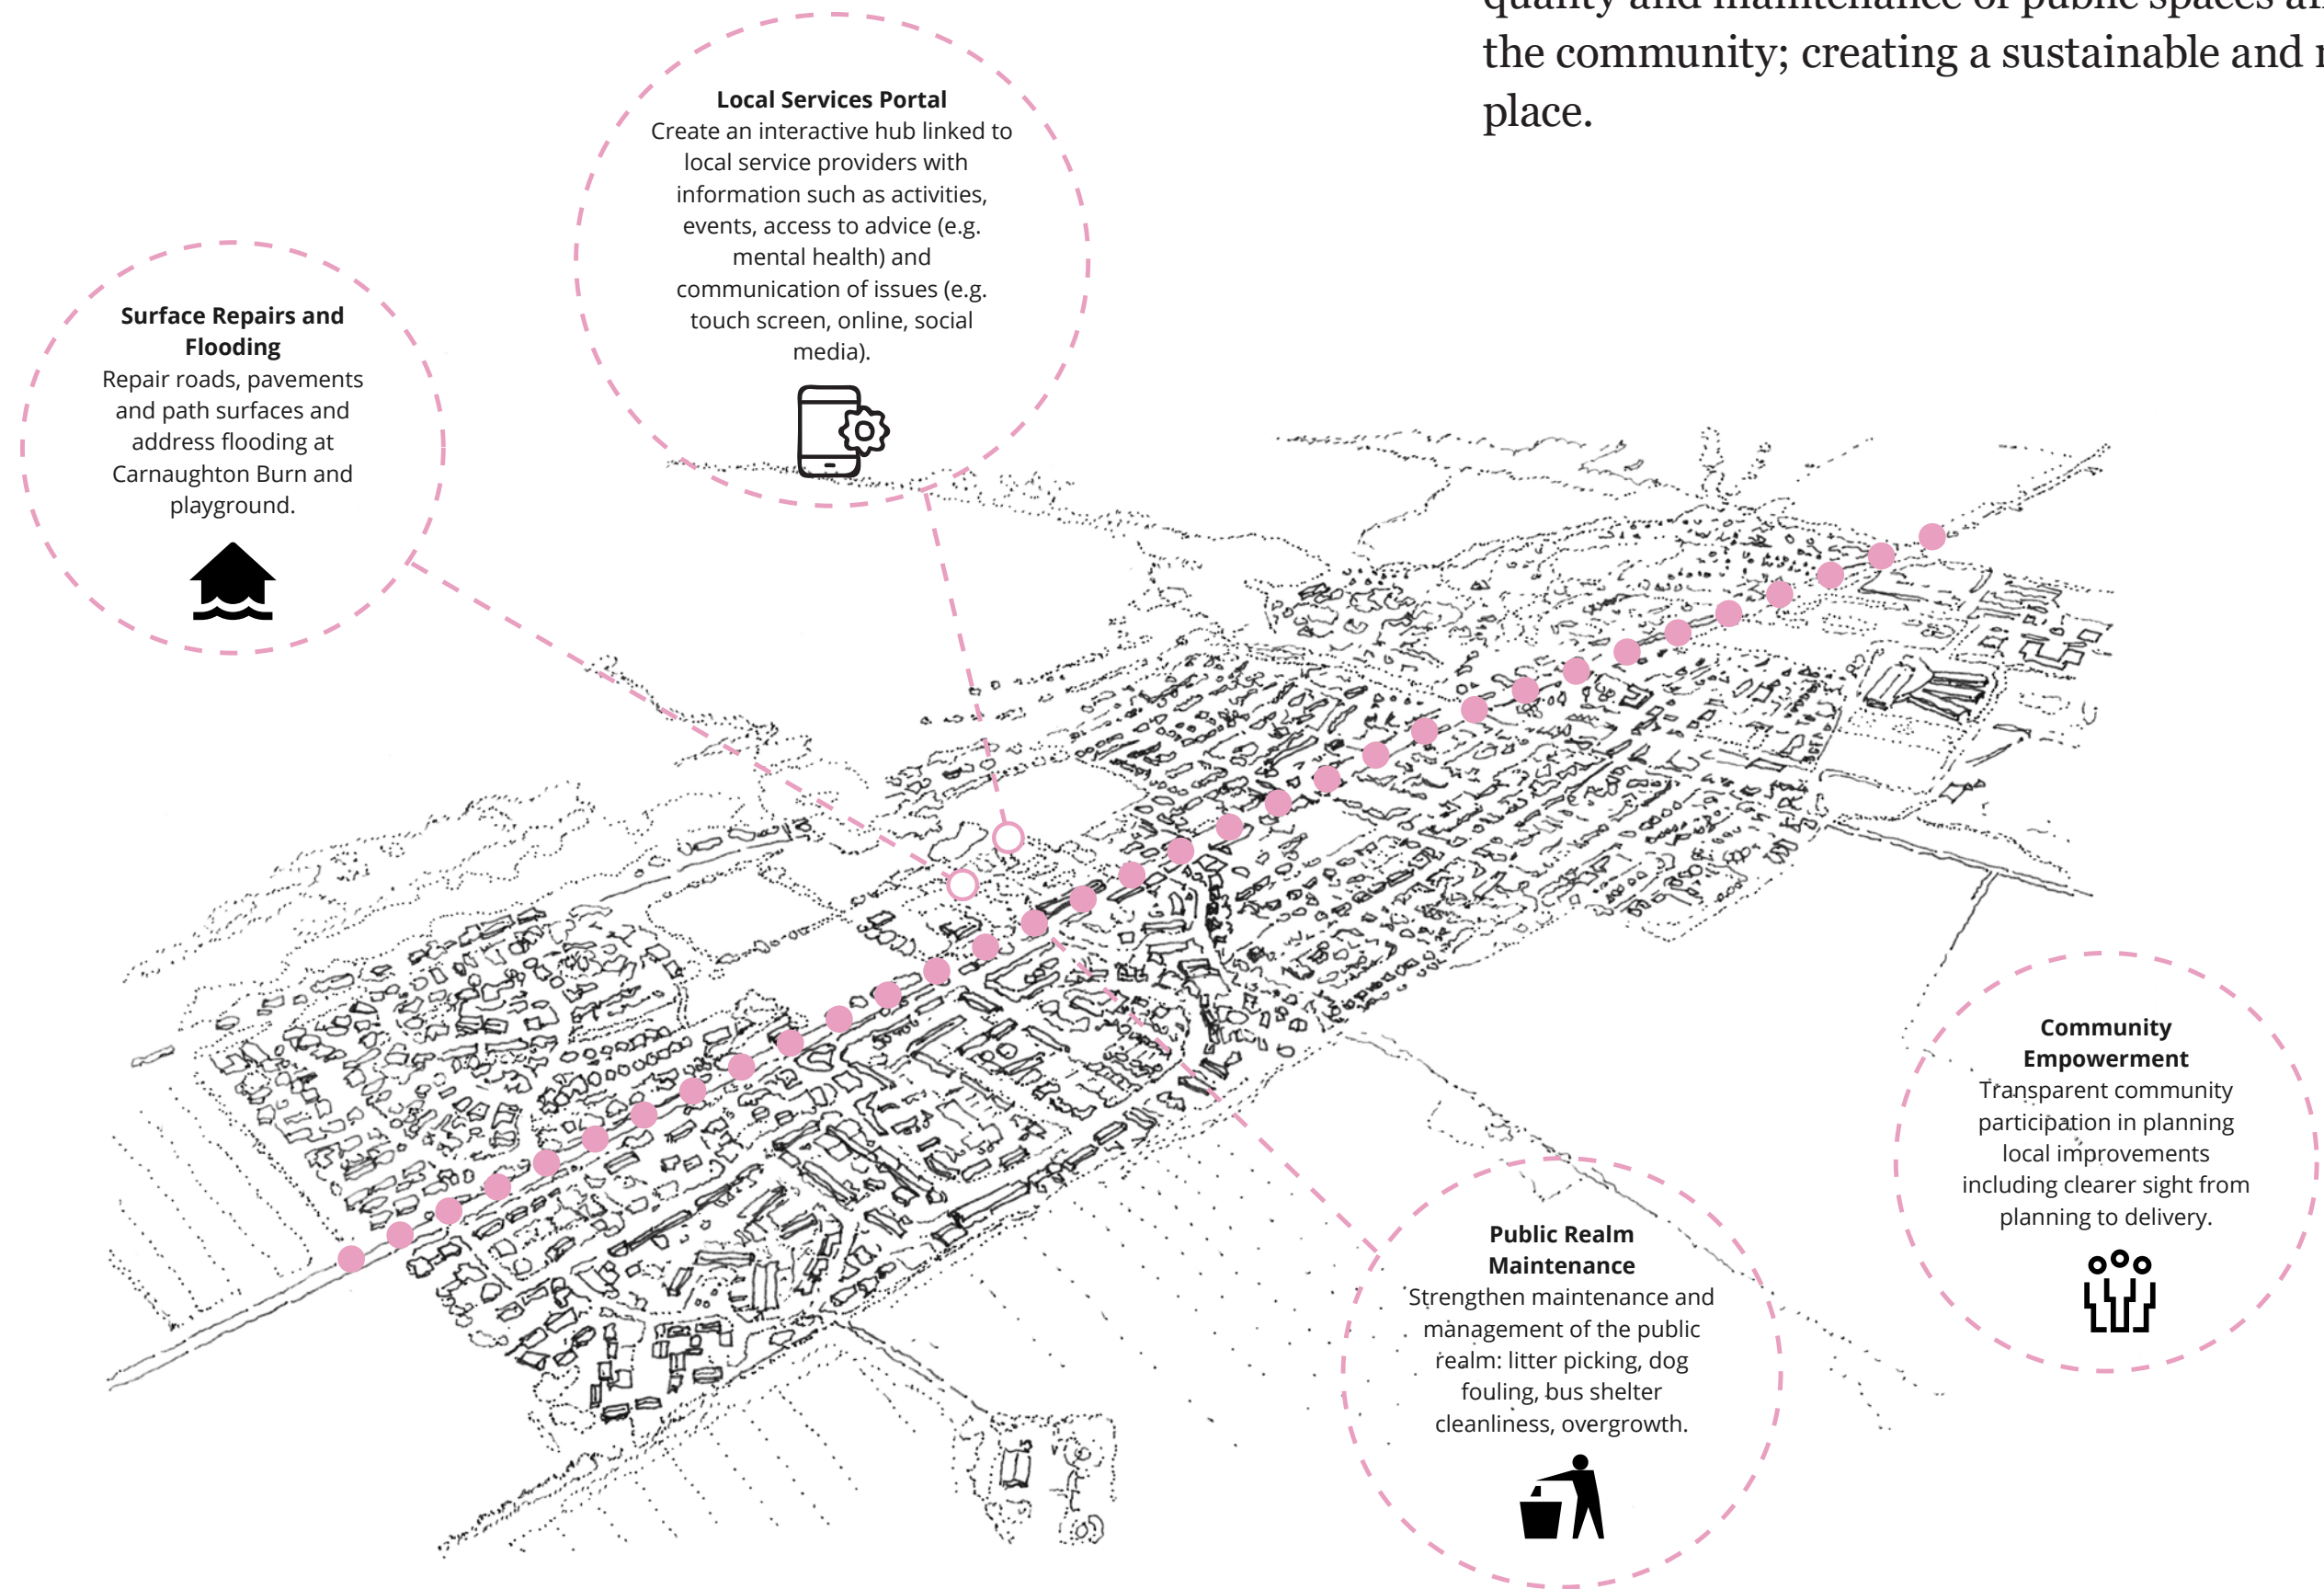 the community; creating a sustainable and
place.
Local Services Portal
Create an interactive hub linked to
local service providers with
information such as activities,
events, access to advice (e.g.
mental health) and
communication of issues (e.g.
touch screen, online, social
media).
Surface Repairs and
Flooding
Repair roads, pavements
and path surfaces and
address flooding at
Carnaughton Burn and
playground.
Community
Empowerment
Transparent community
participation in planning
local improvements
including clearer sight from
planning to delivery.
Public Realm
Maintenance
Strengthen maintenance and
management of the public
realm: litter picking, dog
fouling, bus shelter
cleanliness, overgrowth.